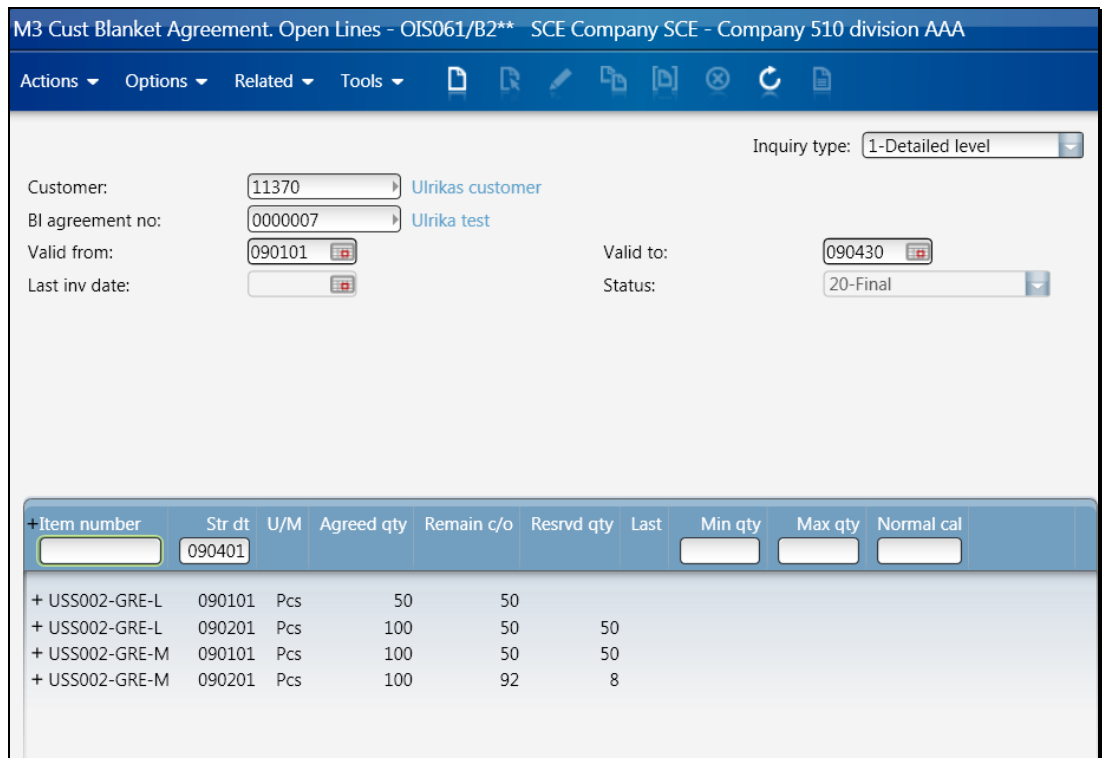 M3 Cust Blanket Agreement. Open Lines - OIS061/B2** SCE Company SCE - Company 510 division AAA
Actions Options Related Tools
Inquiry type: 1-Detailed level
Customer: 11370 Ulrikas customer
Bl agreement no: 0000007 Ulrika test
Valid from: 090101 Valid to: 090430
Last inv date: Status: 20-Final
+Item number Str dt U/M Agreed qty Remain c/o Resrvd qty Last Min qty Max qty Normal cal
090401
+ USS002-GRE-L 090101 Pcs 50 50
+ USS002-GRE-L 090201 Pcs 100 50 50
+ USS002-GRE-M 090101 Pcs 100 50 50
+ USS002-GRE-M 090201 Pcs 100 92 8